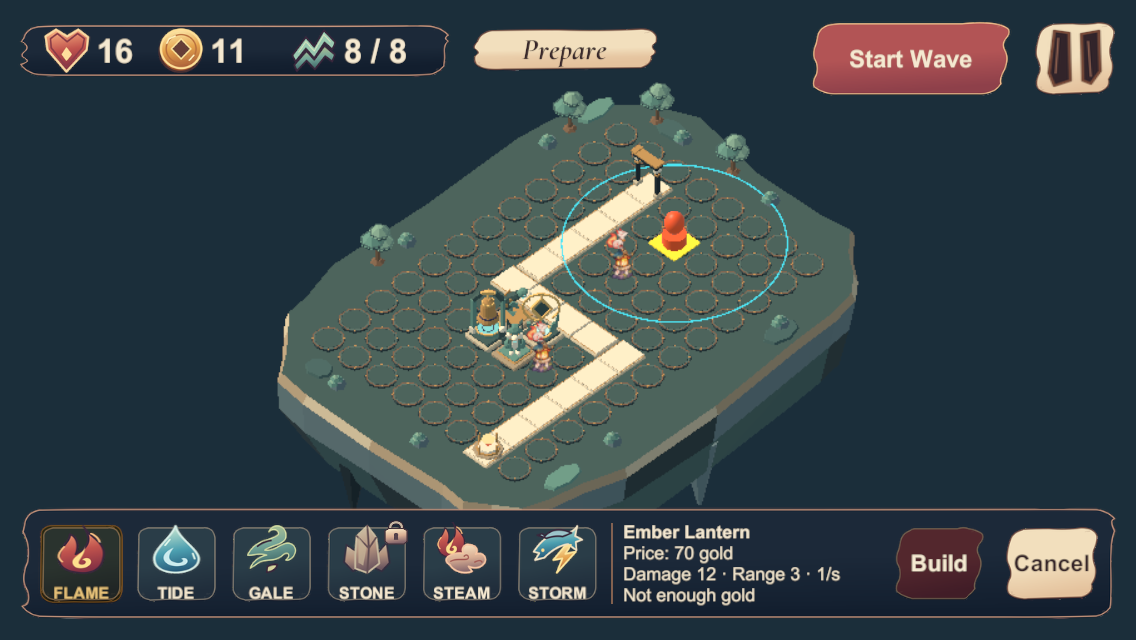 16 11 8 / 8
Prepare
Start Wave
FLAME
TIDE
GALE
STONE
STEAM
STORM
Ember Lantern
Price: 70 gold
Damage 12 · Range 3 · 1/s
Not enough gold
Build
Cancel